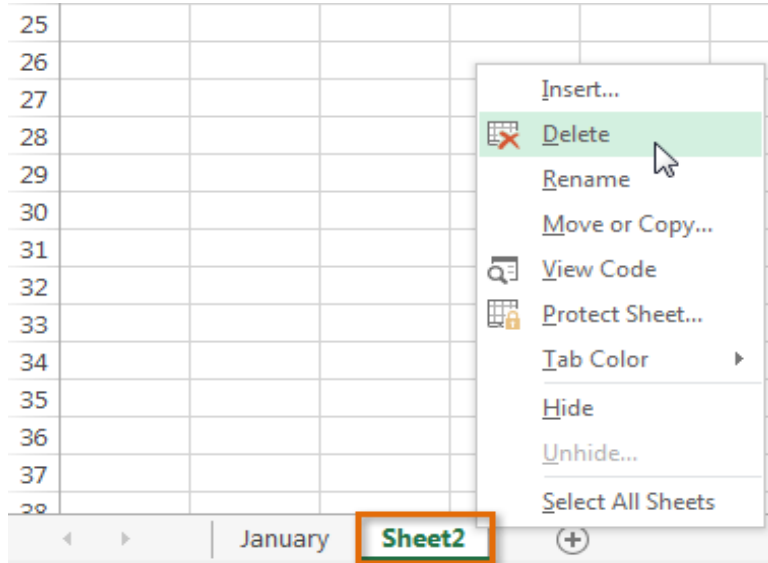 25
26
27
28
29
30
31
32
33
34
35
36
37
38
Insert...
Delete
Rename
Move or Copy...
View Code
Protect Sheet...
Tab Color
Hide
Unhide...
Select All Sheets
January Sheet2